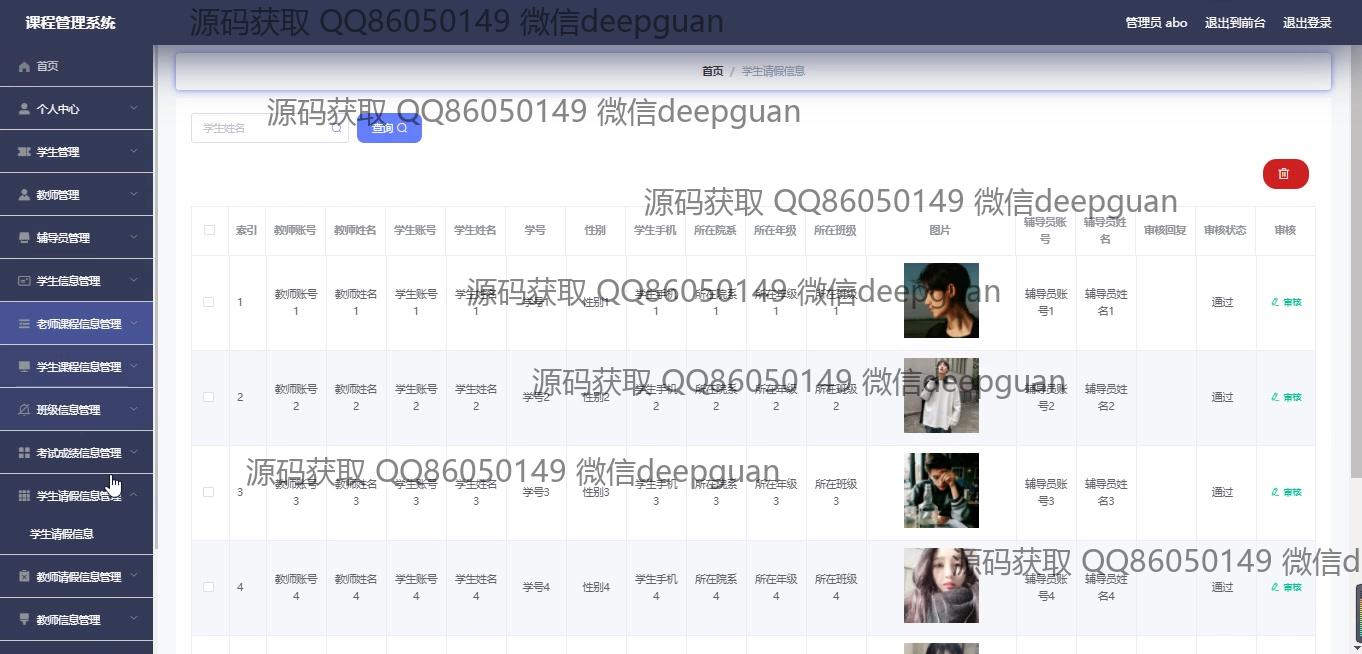 课程管理系统
源码获取 QQ86050149 微信deepguan
管理员 abo 退出到前台 退出登录
首页
个人中心
学生管理
教师管理
辅导员管理
学生信息管理
老师课程信息管理
学生课程信息管理
班级信息管理
考试成绩信息管理
学生请假信息管理
学生请假信息
教师请假信息管理
教师信息管理
首页 / 学生请假信息
源码获取 QQ86050149 微信deepguan
学生姓名 查询
源码获取 QQ86050149 微信deepguan
索引 教师账号 教师姓名 学生账号 学生姓名 学号 性别 学生手机 所在院系 所在年级 所在班级 图片 辅导员账号 辅导员姓名 审核回复 审核状态 审核
源码获取 QQ86050149 微信deepguan
1 教师账号1 教师姓名1 学生账号1 学生姓名1 学号1 性别1 学生手机1 所在院系1 所在年级1 所在班级1 辅导员账号1 辅导员姓名1 通过 审核
源码获取 QQ86050149 微信deepguan
2 教师账号2 教师姓名2 学生账号2 学生姓名2 学号2 性别2 学生手机2 所在院系2 所在年级2 所在班级2 辅导员账号2 辅导员姓名2 通过 审核
源码获取 QQ86050149 微信deepguan
3 教师账号3 教师姓名3 学生账号3 学生姓名3 学号3 性别3 学生手机3 所在院系3 所在年级3 所在班级3 辅导员账号3 辅导员姓名3 通过 审核
源码获取 QQ86050149 微信d
4 教师账号4 教师姓名4 学生账号4 学生姓名4 学号4 性别4 学生手机4 所在院系4 所在年级4 所在班级4 辅导员账号4 辅导员姓名4 通过 审核